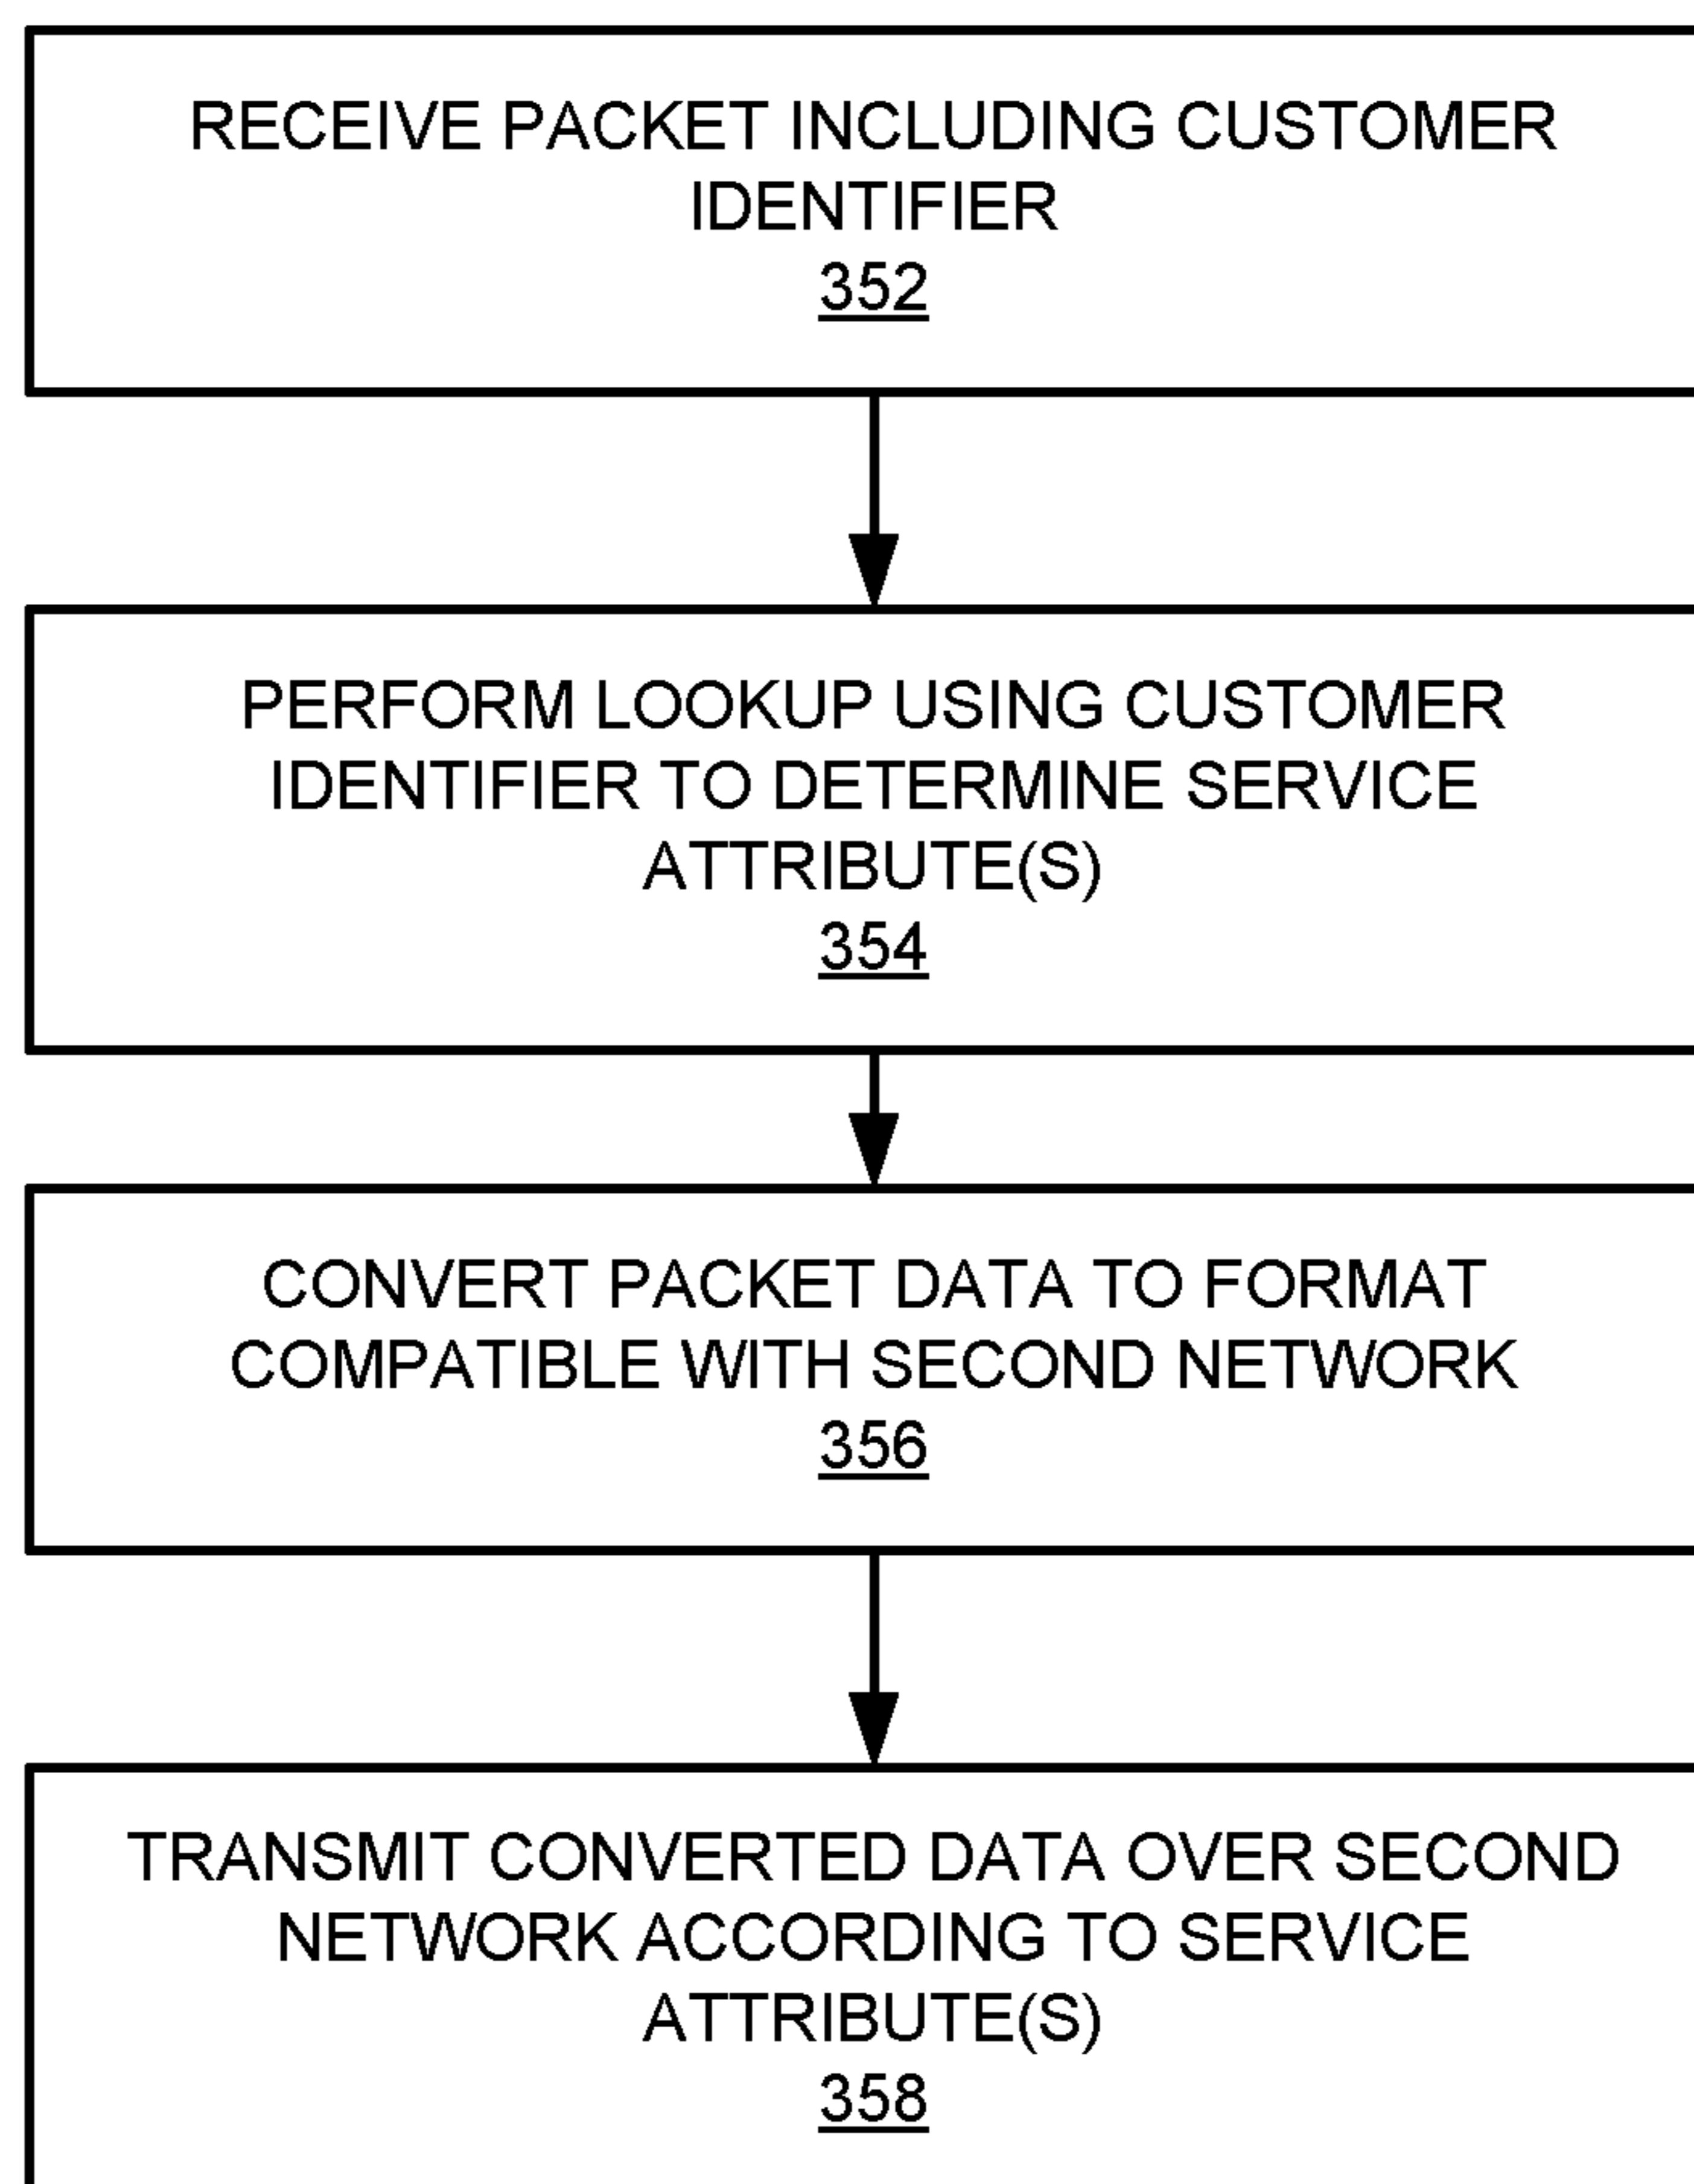 RECEIVE PACKET INCLUDING CUSTOMER
IDENTIFIER
352
PERFORM LOOKUP USING CUSTOMER
IDENTIFIER TO DETERMINE SERVICE
ATTRIBUTE(S)
354
CONVERT PACKET DATA TO FORMAT
COMPATIBLE WITH SECOND NETWORK
356
TRANSMIT CONVERTED DATA OVER SECOND
NETWORK ACCORDING TO SERVICE
ATTRIBUTE(S)
358